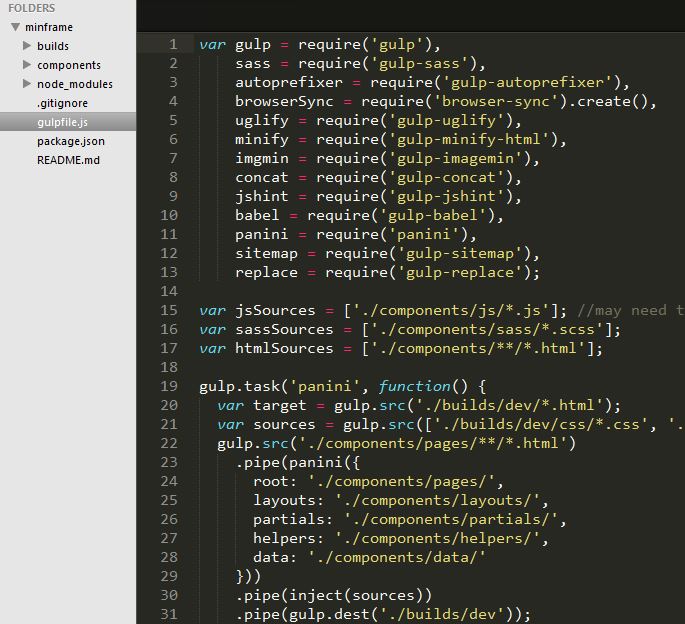 FOLDERS
minframe
builds
components
node_modules
.gitignore
gulpfile.js
package.json
README.md
1 var gulp = require('gulp'),
2 sass = require('gulp-sass'),
3 autoprefixer = require('gulp-autoprefixer'),
4 browserSync = require('browser-sync').create(),
5 uglify = require('gulp-uglify'),
6 minify = require('gulp-minify-html'),
7 imgmin = require('gulp-imagemin'),
8 concat = require('gulp-concat'),
9 jshint = require('gulp-jshint'),
10 babel = require('gulp-babel'),
11 panini = require('panini'),
12 sitemap = require('gulp-sitemap'),
13 replace = require('gulp-replace');
14
15 var jsSources = ['./components/js/*.js']; //may need t
16 var sassSources = ['./components/sass/*.scss'];
17 var htmlSources = ['./components/**/*.html'];
18
19 gulp.task('panini', function() {
20 var target = gulp.src('./builds/dev/*.html');
21 var sources = gulp.src(['./builds/dev/css/*.css', '.
22 gulp.src('./components/pages/**/*.html')
23 .pipe(panini({
24 root: './components/pages/',
25 layouts: './components/layouts/',
26 partials: './components/partials/',
27 helpers: './components/helpers/',
28 data: './components/data/'
29 }))
30 .pipe(inject(sources))
31 .pipe(gulp.dest('./builds/dev'));